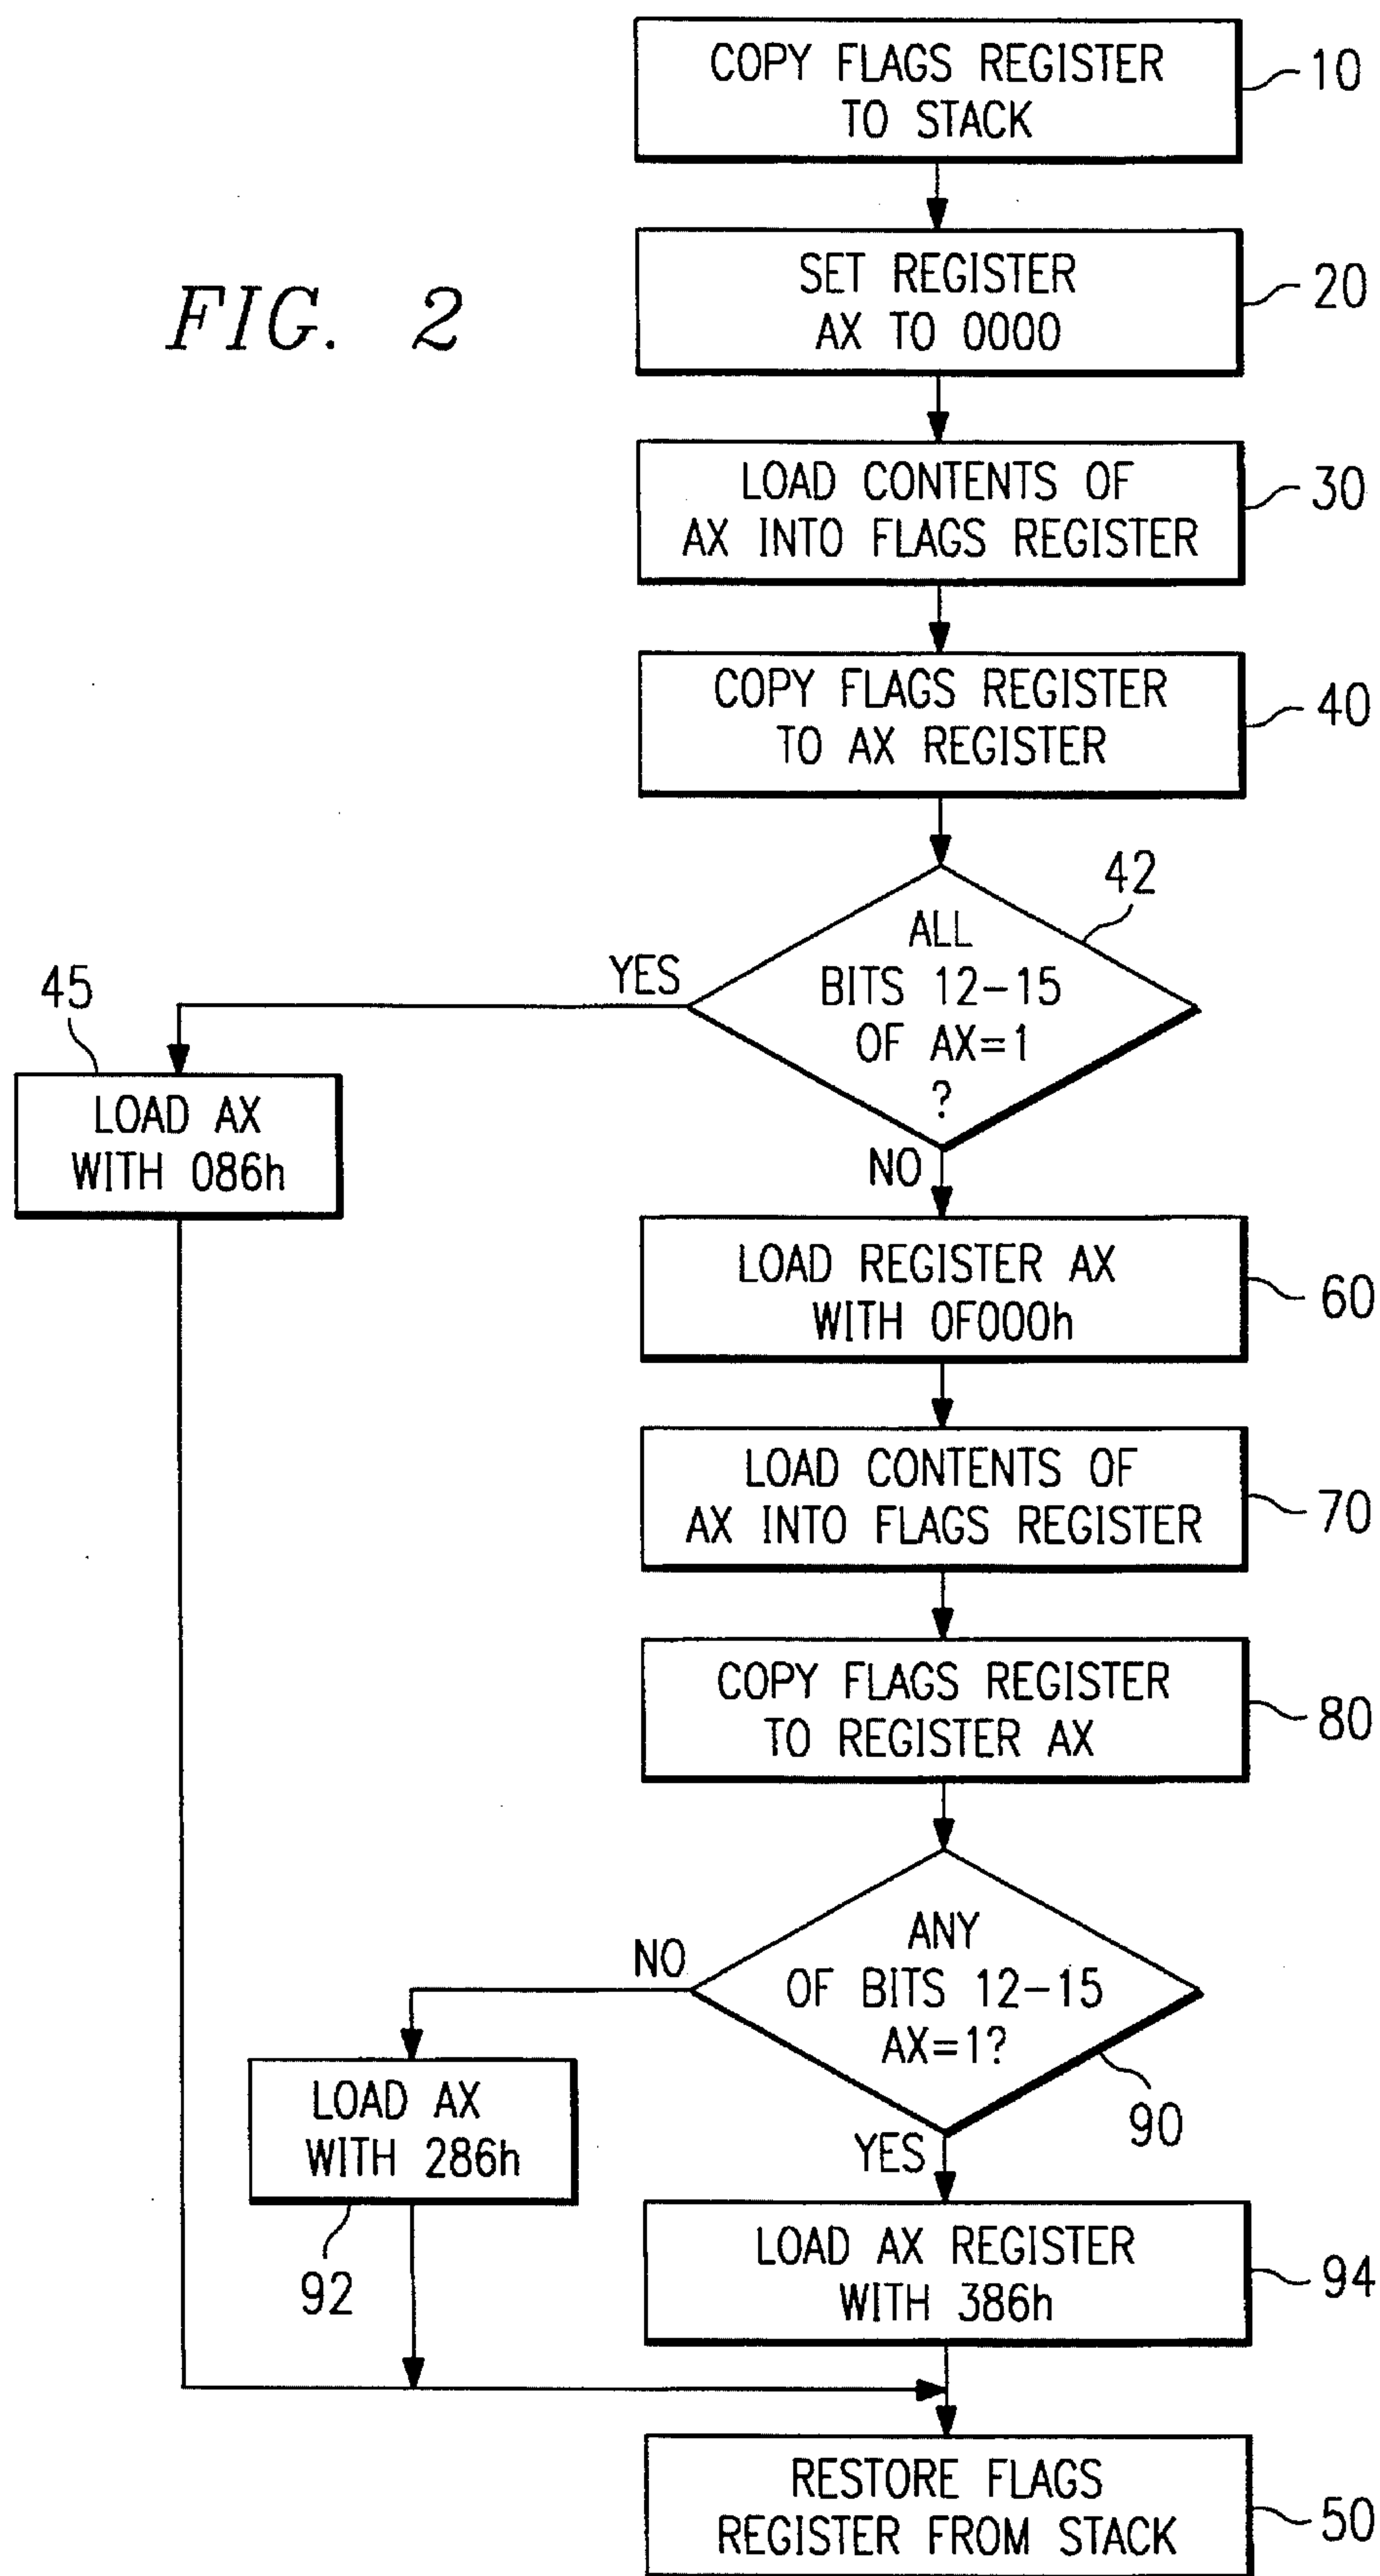 COPY FLAGS REGISTER
TO STACK
10
FIG. 2
SET REGISTER
AX TO 0000
20
LOAD CONTENTS OF
AX INTO FLAGS REGISTER
30
COPY FLAGS REGISTER
TO AX REGISTER
40
ALL
BITS 12-15
OF AX=1
?
42
YES
45
LOAD AX
WITH 086h
NO
LOAD REGISTER AX
WITH 0F000h
60
LOAD CONTENTS OF
AX INTO FLAGS REGISTER
70
COPY FLAGS REGISTER
TO REGISTER AX
80
ANY
OF BITS 12-15
AX=1?
90
NO
LOAD AX
WITH 286h
92
YES
LOAD AX REGISTER
WITH 386h
94
RESTORE FLAGS
REGISTER FROM STACK
50